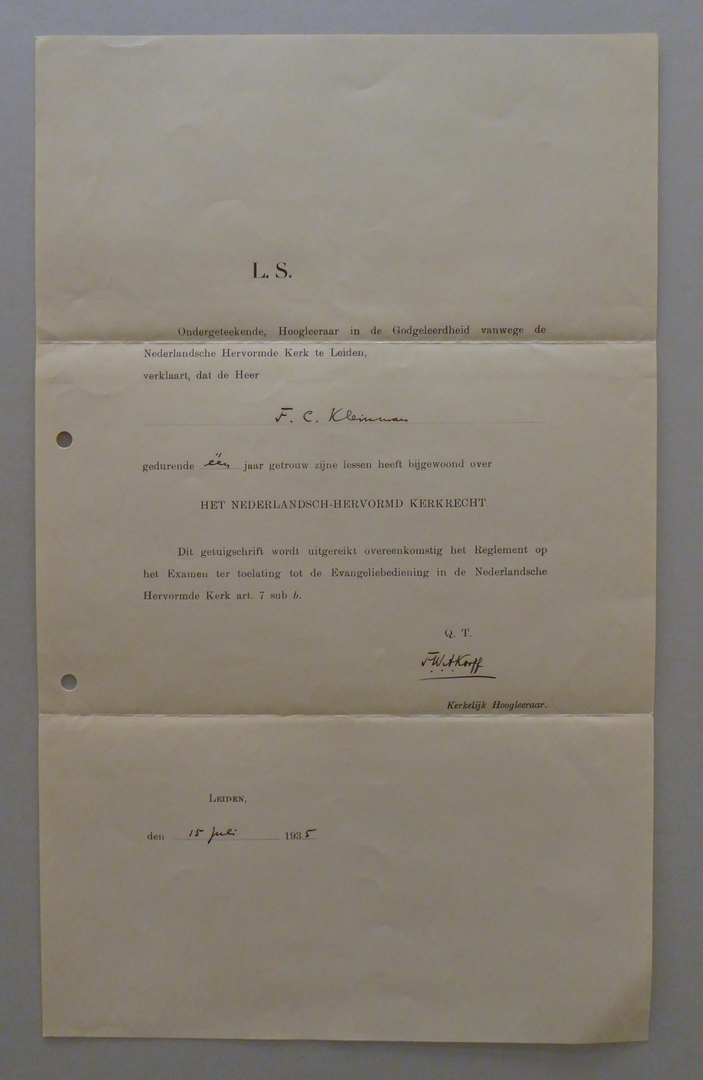 L. S.
Ondergeteekende, Hoogleeraar in de Godgeleerdheid vanwege de
Nederlandsche Hervormde Kerk te Leiden,
verklaart, dat de Heer
F. C. Kleinman
gedurende één jaar getrouw zijne lessen heeft bijgewoond over
HET NEDERLANDSCH-HERVORMD KERKRECHT.
Dit getuigschrift wordt uitgereikt overeenkomstig het Reglement op
het Examen ter toelating tot de Evangeliebediening in de Nederlandsche
Hervormde Kerk art. 7 sub b.
Q. T.
F.W.A. Korff
Kerkelijk Hoogleeraar.
LEIDEN,
den 15 Juli 1935